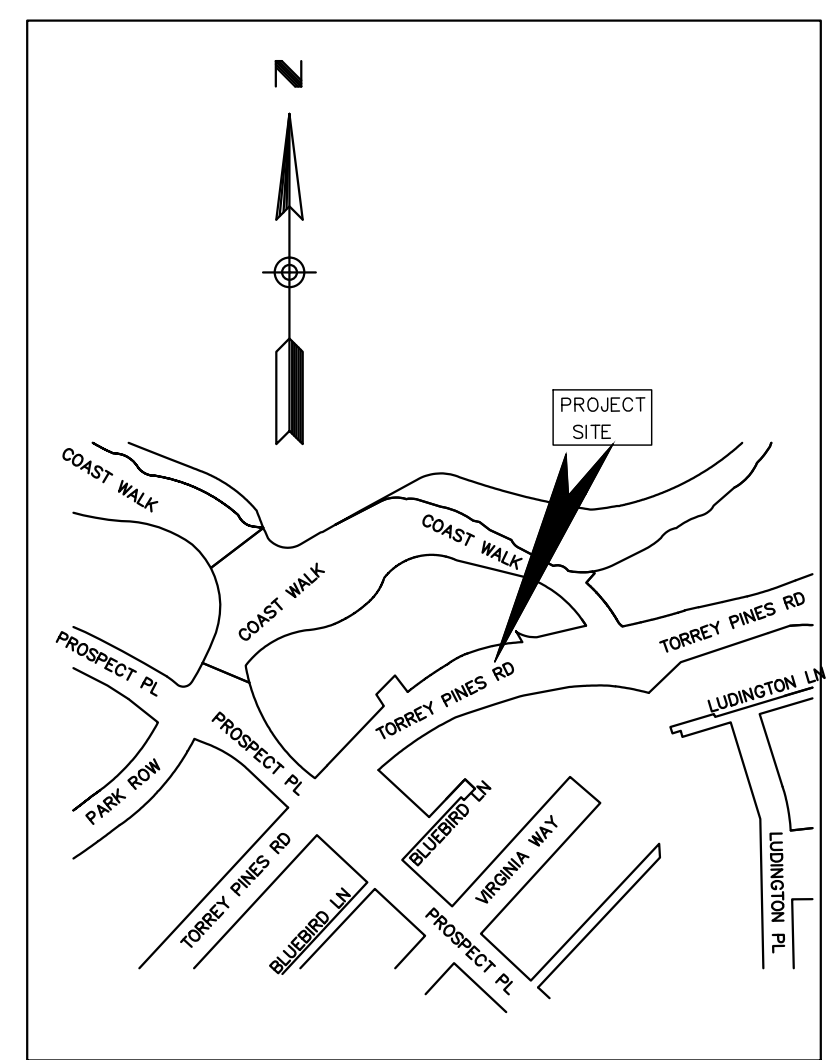 N
PROJECT
SITE
COAST WALK
COAST WALK
COAST WALK
TORREY PINES RD
PROSPECT PL
TORREY PINES RD
LUDINGTON LN
PROSPECT PL
PARK ROW
BLUEBIRD LN
VIRGINIA WAY
TORREY PINES RD
BLUEBIRD LN
PROSPECT PL
LUDINGTON PL